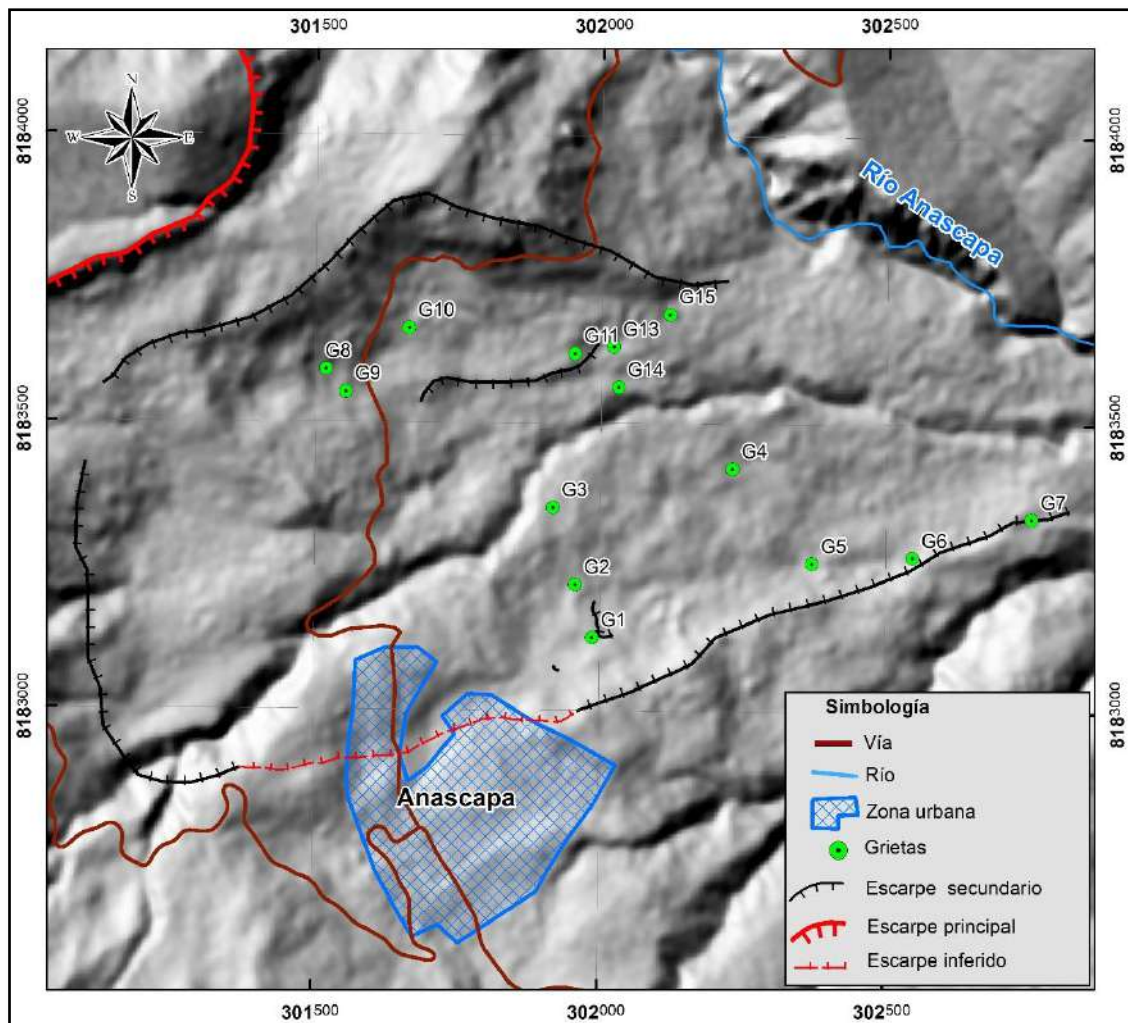 301500 302000 302500
N
W E
S
8184000 8184000
Río Anascapa
G15
G10
G13
G11
G8
G14
G9
8183500 8183500
G4
G3
G7
G6
G5
G2
G1
8183000 8183000
Anascapa
Simbología
Vía
Río
Zona urbana
Grietas
Escarpe secundario
Escarpe principal
Escarpe inferido
301500 302000 302500